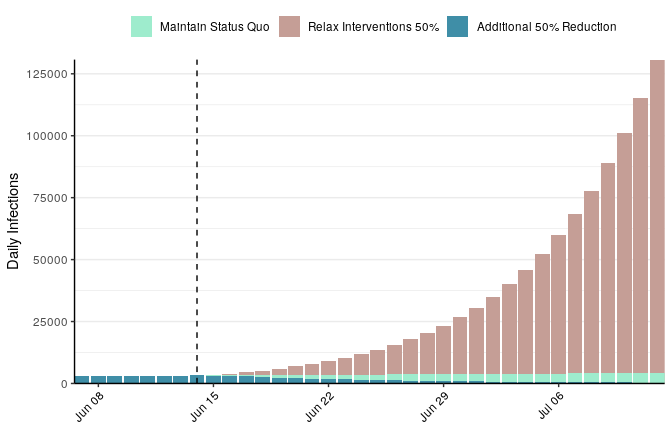 Maintain Status Quo Relax Interventions 50% Additional 50% Reduction
125000
100000
75000
50000
25000
0
Daily Infections
Jun 08 Jun 15 Jun 22 Jun 29 Jul 06